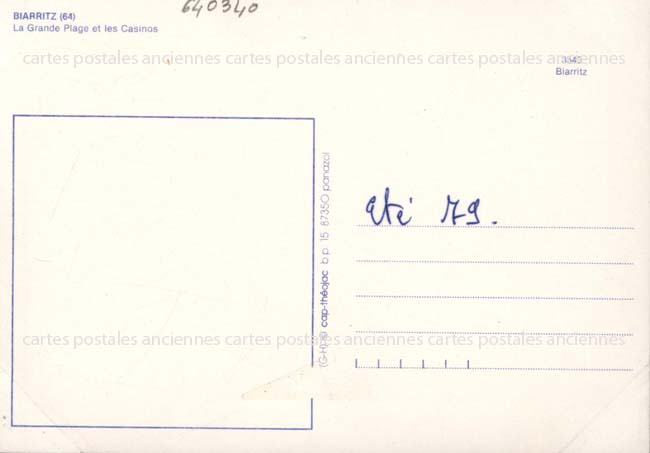 640340
BIARRITZ (64)
La Grande Plage et les Casinos
cartes postales anciennes cartes postales anciennes cartes postales anciennes
Biarritz
(G-H) © cap-théojac b.p. 15 87350 panazol
été 79.
cartes postales anciennes cartes postales anciennes cartes postales anciennes